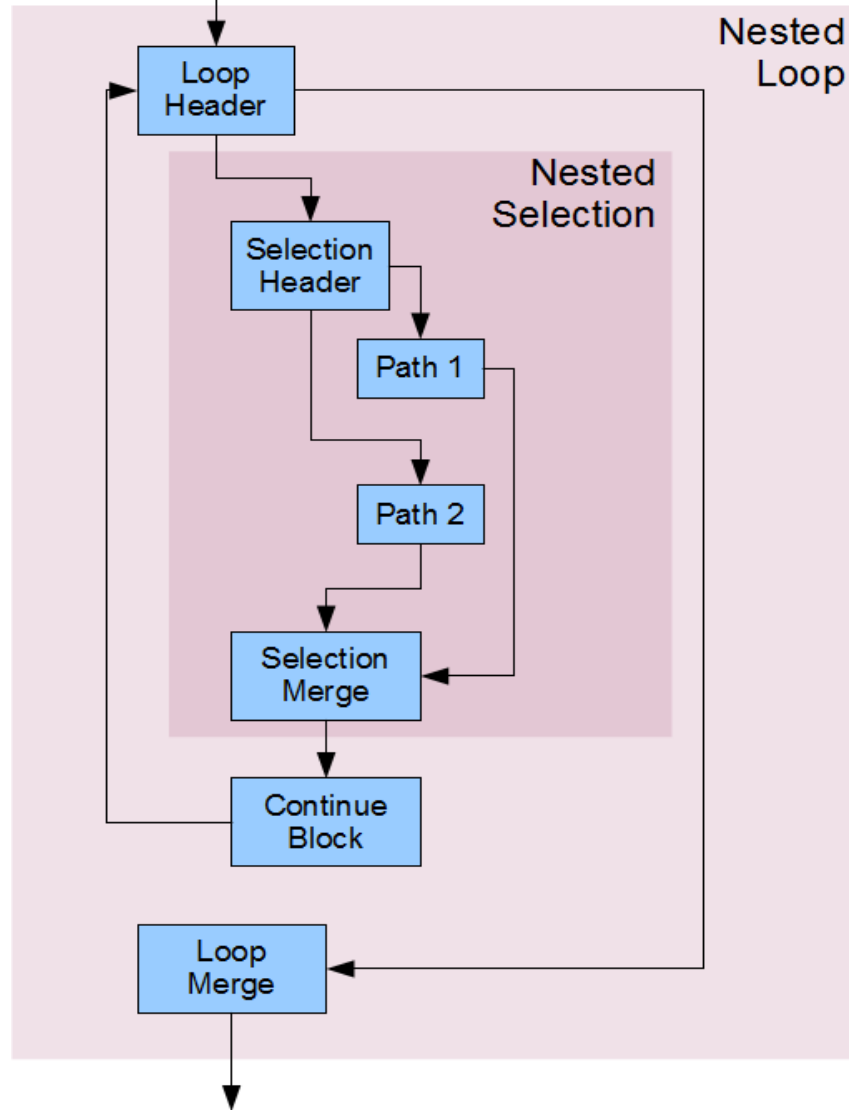 Nested
Loop
Loop
Header
Nested
Selection
Selection
Header
Path 1
Path 2
Selection
Merge
Continue
Block
Loop
Merge